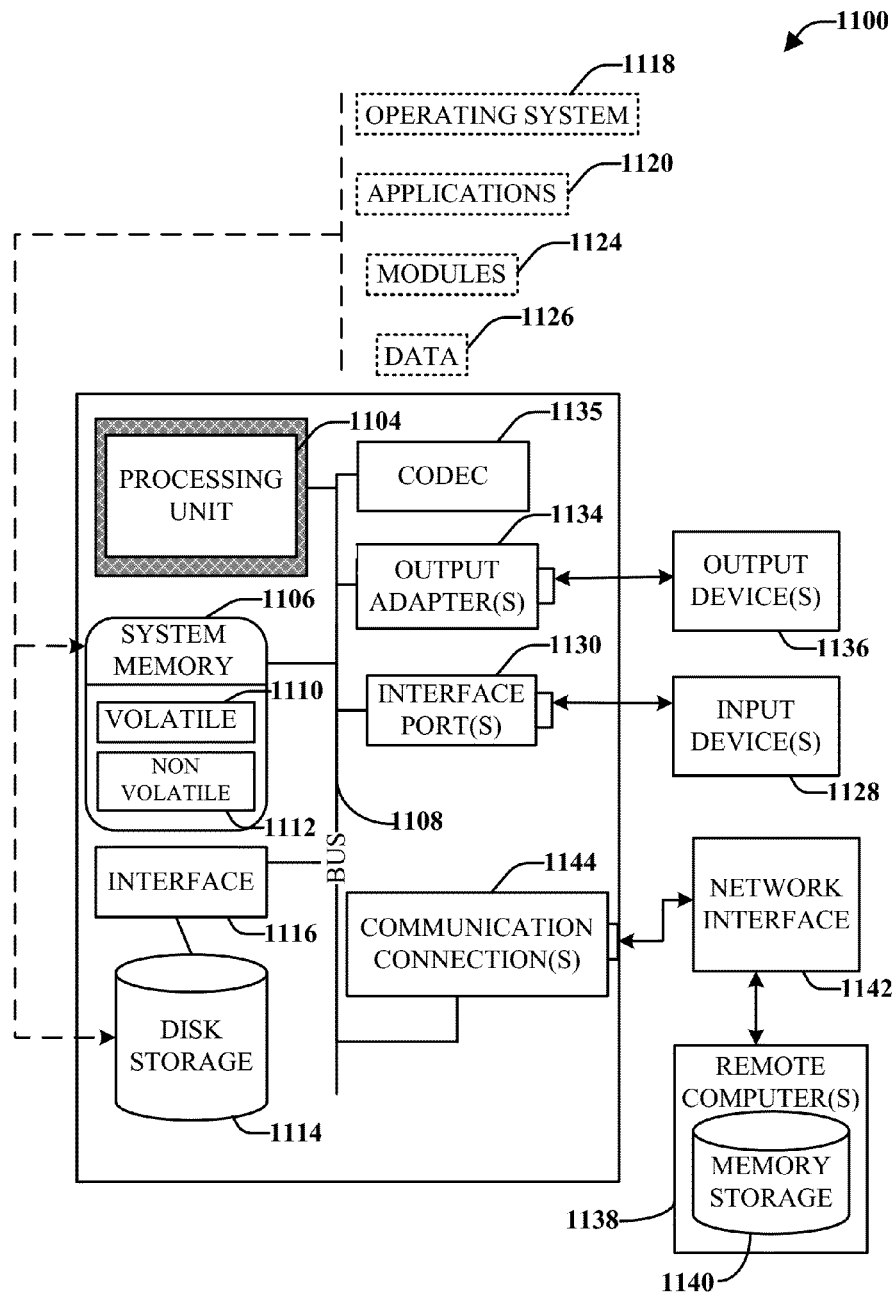 1100
1118
OPERATING SYSTEM
1120
APPLICATIONS
1124
MODULES
1126
DATA
1104
PROCESSING
UNIT
1135
CODEC
1134
OUTPUT
ADAPTER(S)
OUTPUT
DEVICE(S)
1136
1106
SYSTEM
MEMORY
1110
VOLATILE
NON
VOLATILE
1112
1130
INTERFACE
PORT(S)
INPUT
DEVICE(S)
1128
1108
BUS
INTERFACE
1116
1144
COMMUNICATION
CONNECTION(S)
NETWORK
INTERFACE
1142
DISK
STORAGE
1114
REMOTE
COMPUTER(S)
MEMORY
STORAGE
1138
1140